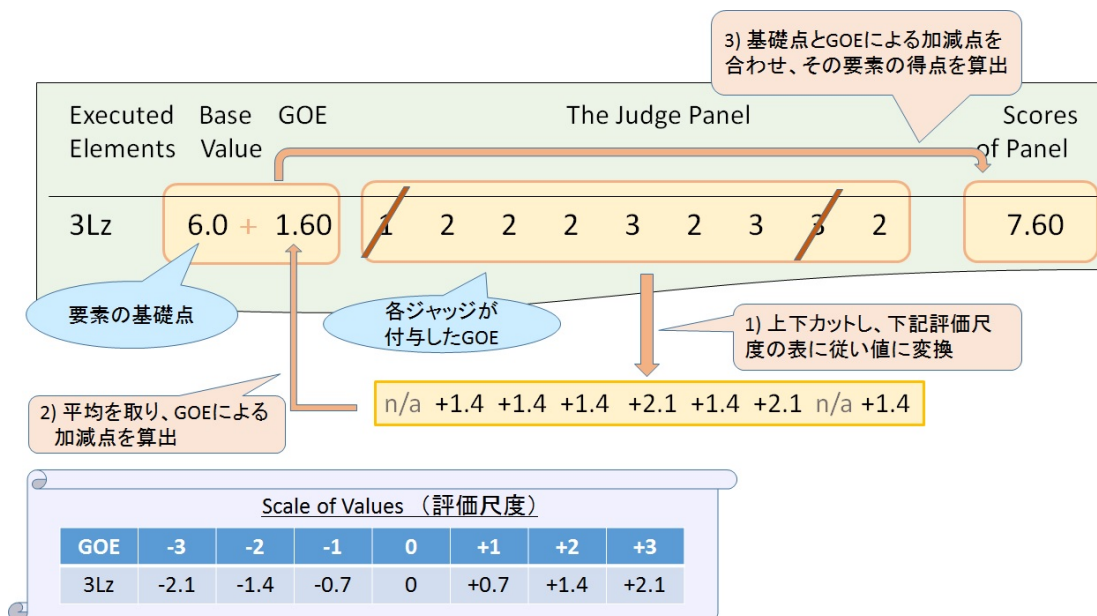 3) 基礎点とGOEによる加減点を
合わせ、その要素の得点を算出
Executed Base GOE The Judge Panel Scores
Elements Value of Panel
3Lz 6.0 + 1.60 1 2 2 2 3 2 3 3 2 7.60
要素の基礎点
各ジャッジが
付与したGOE
1) 上下カットし、下記評価尺
度の表に従い値に変換
n/a +1.4 +1.4 +1.4 +2.1 +1.4 +2.1 n/a +1.4
2) 平均を取り、GOEによる
加減点を算出
Scale of Values （評価尺度）
GOE -3 -2 -1 0 +1 +2 +3
3Lz -2.1 -1.4 -0.7 0 +0.7 +1.4 +2.1